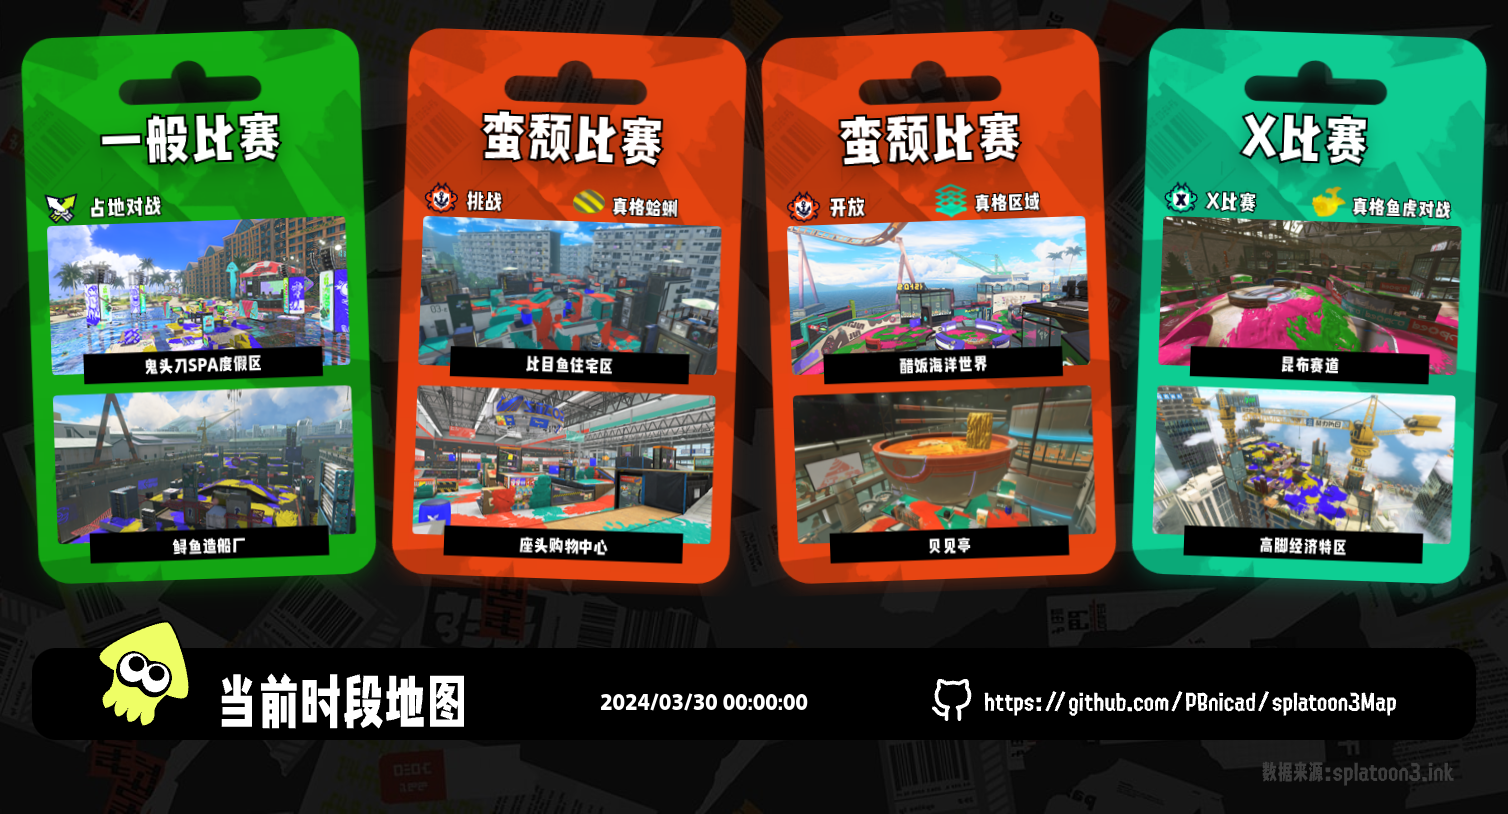 一般比赛
占地对战
鬼头刀SPA度假区
鲟鱼造船厂
蛮颓比赛
挑战
真格蛤蜊
比目鱼住宅区
座头购物中心
蛮颓比赛
开放
真格区域
醋饭海洋世界
贝贝亭
X比赛
X比赛
真格鱼虎对战
昆布赛道
高脚经济特区
当前时段地图
2024/03/30 00:00:00
https://github.com/PBnicad/splatoon3Map
数据来源:splatoon3.ink